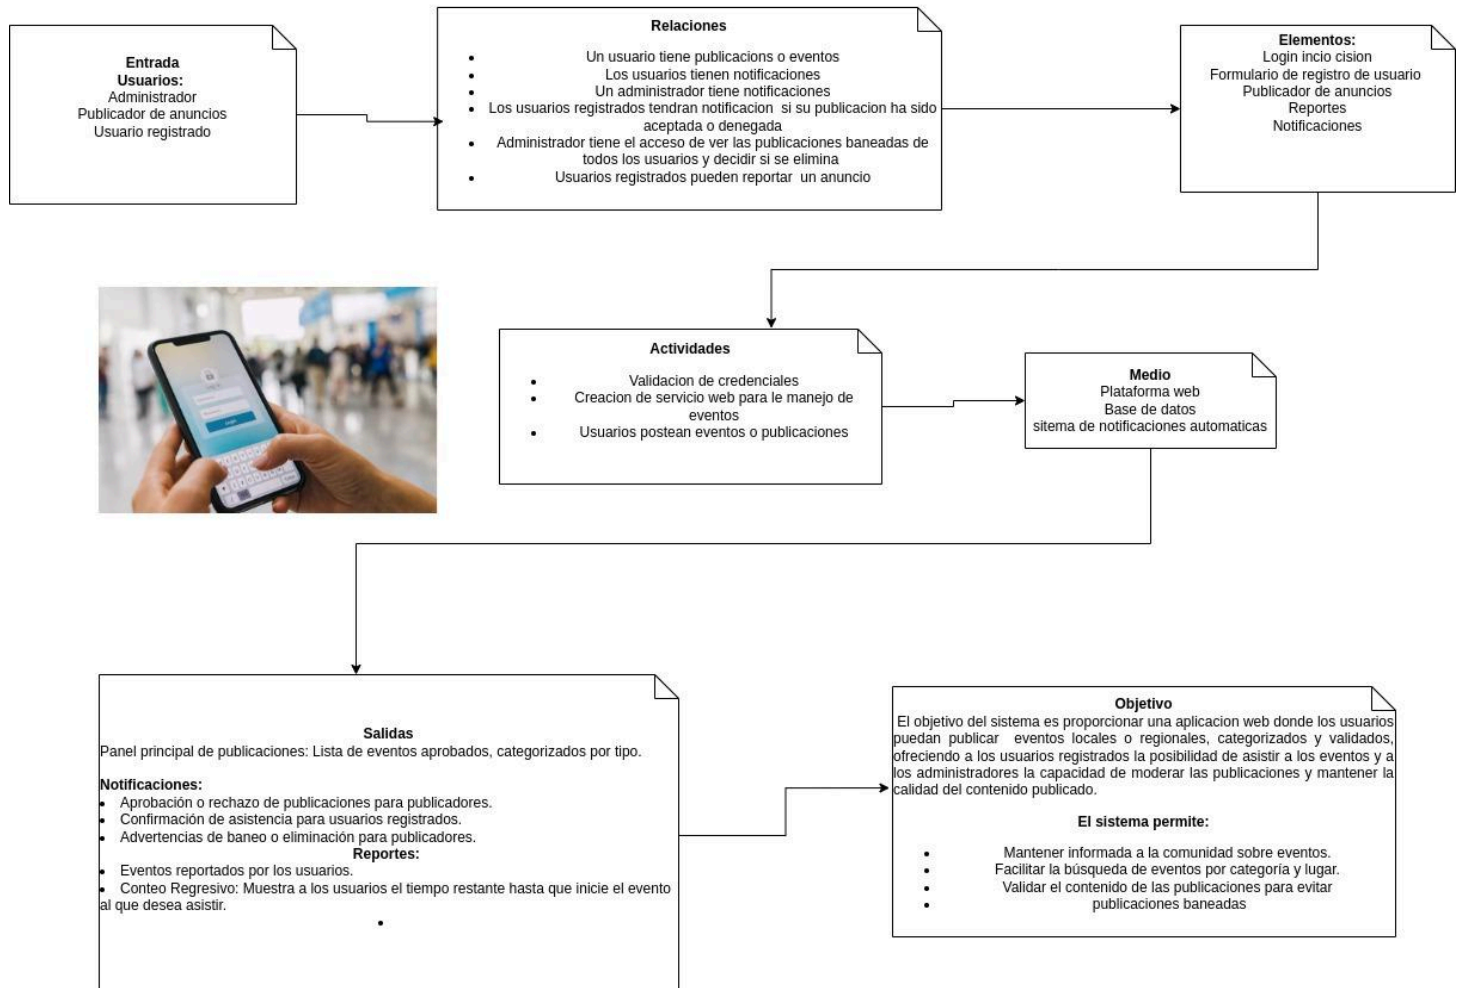 Entrada
Usuarios:
Administrador
Publicador de anuncios
Usuario registrado
Relaciones
Un usuario tiene publicacions o eventos
Los usuarios tienen notificaciones
Un administrador tiene notificaciones
Los usuarios registrados tendran notificacion si su publicacion ha sido
aceptada o denegada
Administrador tiene el acceso de ver las publicaciones baneadas de
todos los usuarios y decidir si se elimina
Usuarios registrados pueden reportar un anuncio
Elementos:
Login incio cision
Formulario de registro de usuario
Publicador de anuncios
Reportes
Notificaciones
Actividades
Validacion de credenciales
Creacion de servicio web para le manejo de
eventos
Usuarios postean eventos o publicaciones
Medio
Plataforma web
Base de datos
sitema de notificaciones automaticas
Salidas
Panel principal de publicaciones: Lista de eventos aprobados, categorizados por tipo.
Notificaciones:
Aprobación o rechazo de publicaciones para publicadores.
Confirmación de asistencia para usuarios registrados.
Advertencias de baneo o eliminación para publicadores.
Reportes:
Eventos reportados por los usuarios.
Conteo Regresivo: Muestra a los usuarios el tiempo restante hasta que inicie el evento
al que desea asistir.
Objetivo
El objetivo del sistema es proporcionar una aplicacion web donde los usuarios
puedan publicar eventos locales o regionales, categorizados y validados,
ofreciendo a los usuarios registrados la posibilidad de asistir a los eventos y a
los administradores la capacidad de moderar las publicaciones y mantener la
calidad del contenido publicado.
El sistema permite:
Mantener informada a la comunidad sobre eventos.
Facilitar la búsqueda de eventos por categoría y lugar.
Validar el contenido de las publicaciones para evitar
publicaciones baneadas